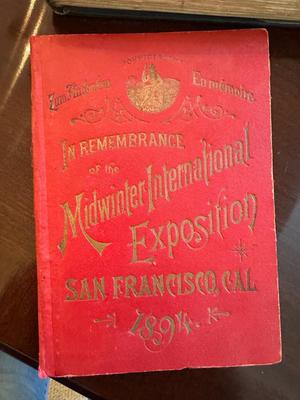 Zum Andenken
En mémoire
IN REMEMBRANCE
of the
Midwinter International
Exposition
SAN FRANCISCO, CAL
1894.